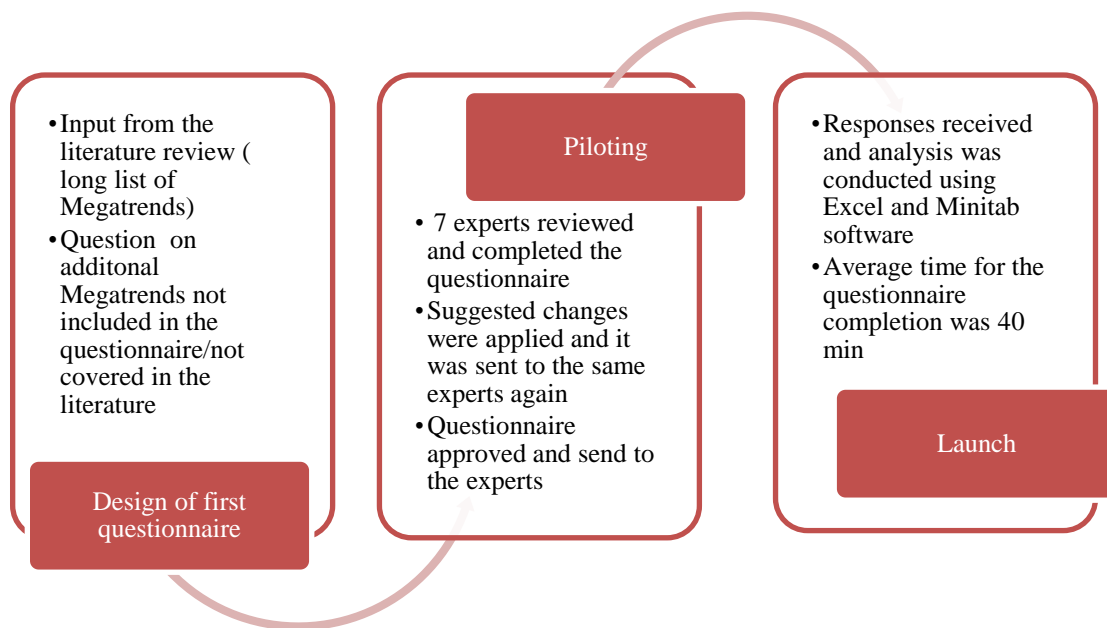 •Input from the
literature review (
long list of
Megatrends)
•Question on
additonal
Megatrends not
included in the
questionnaire/not
covered in the
literature
Design of first
questionnaire
Piloting
• 7 experts reviewed
and completed the
questionnaire
•Suggested changes
were applied and it
was sent to the same
experts again
•Questionnaire
approved and send to
the experts
•Responses received
and analysis was
conducted using
Excel and Minitab
software
•Average time for the
questionnaire
completion was 40
min
Launch